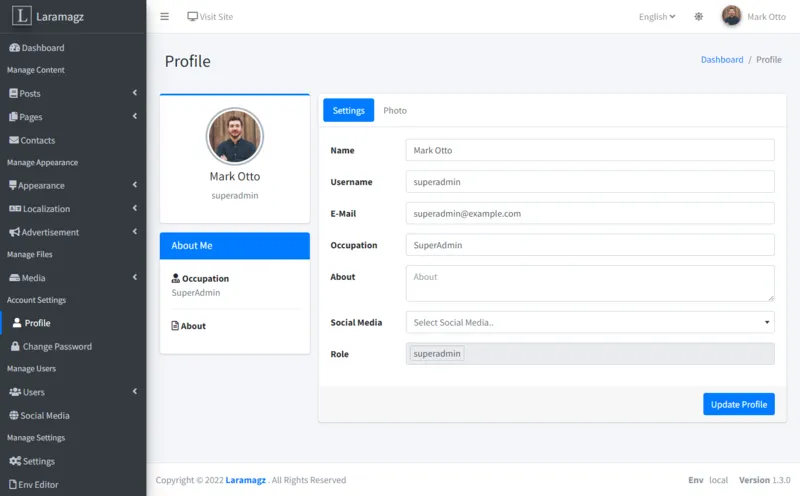 L Laramagz
Visit Site
English
Mark Otto
Dashboard
Manage Content
Posts
Pages
Contacts
Manage Appearance
Appearance
Localization
Advertisement
Manage Files
Media
Account Settings
Profile
Change Password
Manage Users
Users
Social Media
Manage Settings
Settings
Env Editor
Profile
Dashboard / Profile
Mark Otto
superadmin
About Me
Occupation
SuperAdmin
About
Settings Photo
Name Mark Otto
Username superadmin
E-Mail superadmin@example.com
Occupation SuperAdmin
About About
Social Media Select Social Media..
Role superadmin
Update Profile
Copyright © 2022 Laramagz . All Rights Reserved
Env local Version 1.3.0